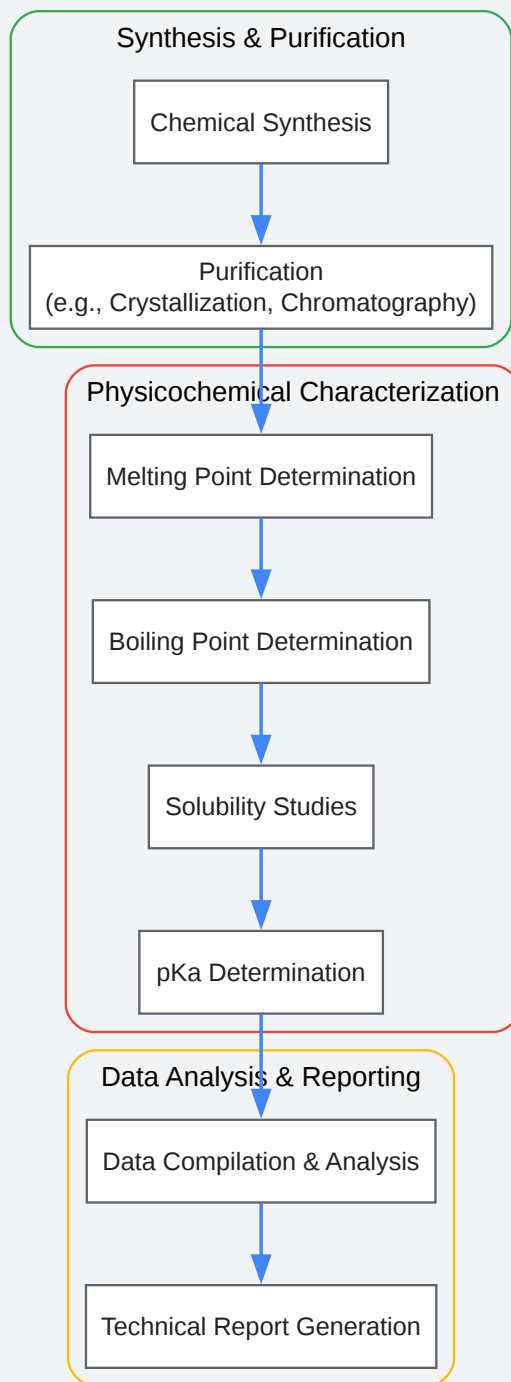 Synthesis & Purification
Chemical Synthesis
Purification
(e.g., Crystallization, Chromatography)
Physicochemical Characterization
Melting Point Determination
Boiling Point Determination
Solubility Studies
pKa Determination
Data Analysis & Reporting
Data Compilation & Analysis
Technical Report Generation